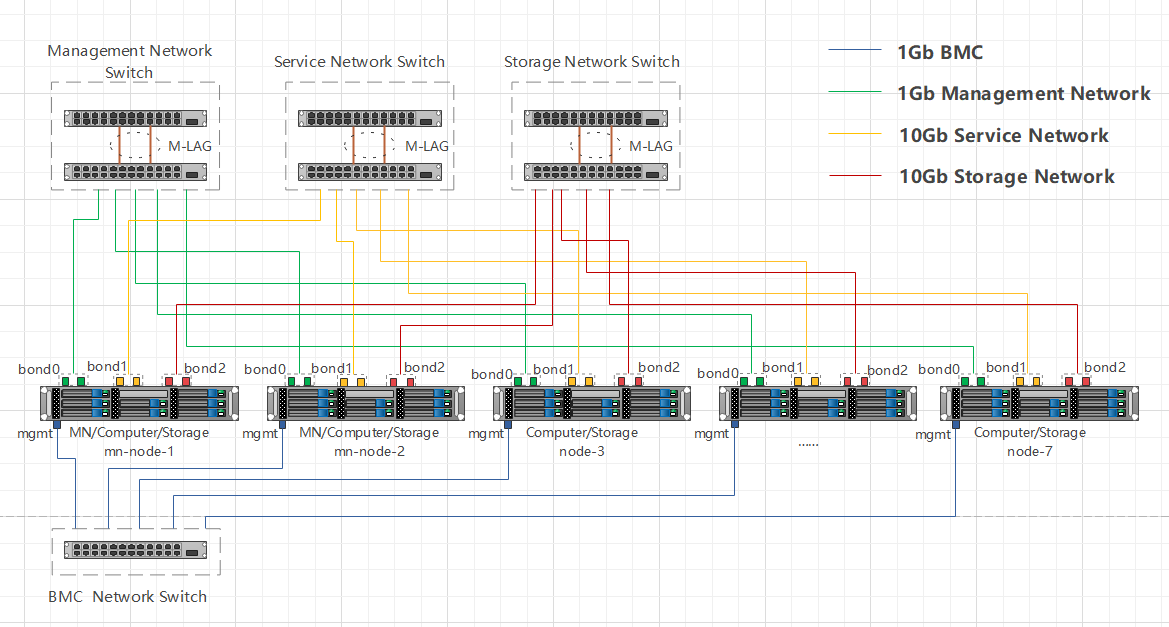 Management Network
Switch
Service Network Switch
Storage Network Switch
1Gb BMC
1Gb Management Network
10Gb Service Network
10Gb Storage Network
M-LAG
M-LAG
M-LAG
bond0
bond1
bond2
bond0
bond1
bond2
bond0
bond1
bond2
bond0
bond1
bond2
bond0
bond1
bond2
mgmt
MN/Computer/Storage
mn-node-1
mgmt
MN/Computer/Storage
mn-node-2
mgmt
Computer/Storage
node-3
mgmt
......
mgmt
Computer/Storage
node-7
BMC Network Switch